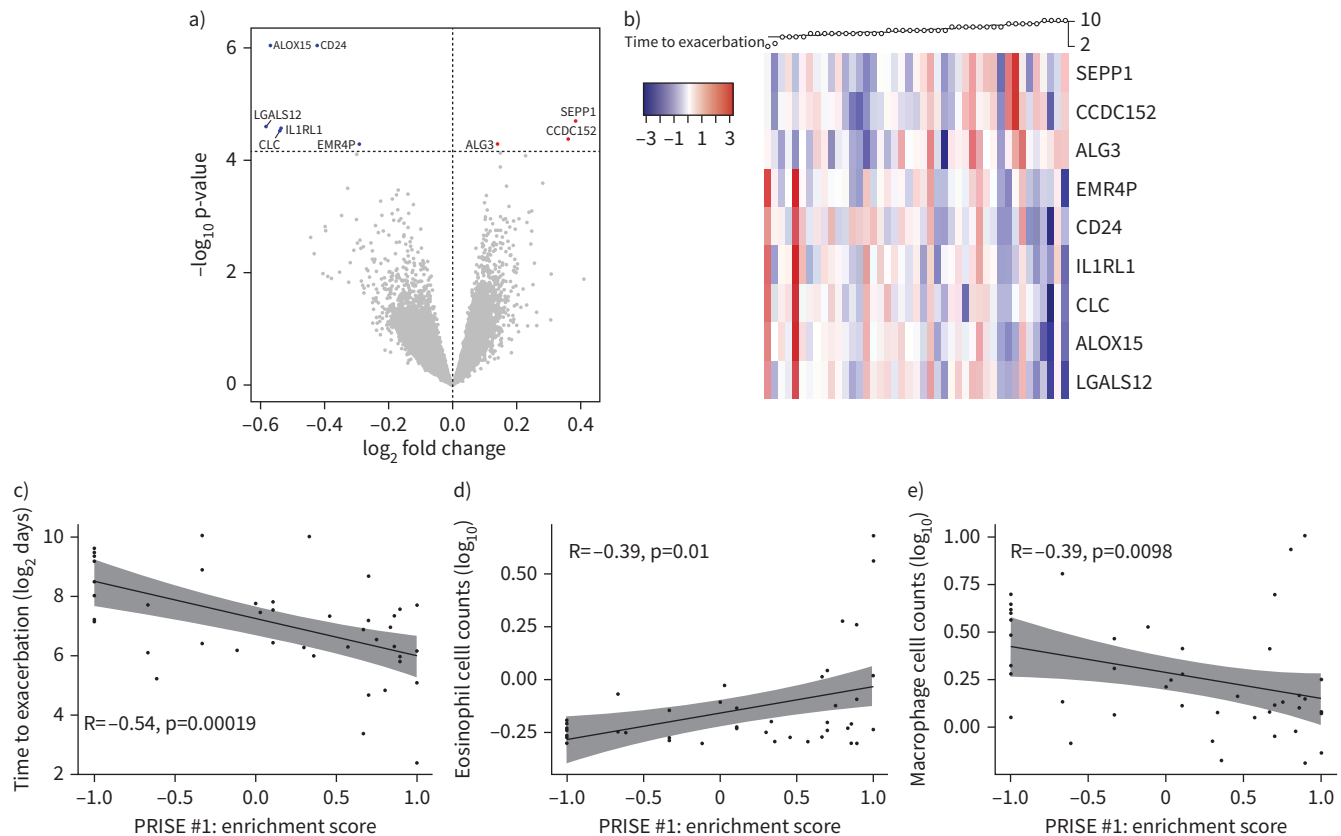 a)
6
4
2
0
−log10 p-value
ALOX15 CD24
LGALS12
IL1RL1
CLC
EMR4P
SEPP1
CCDC152
ALG3
−0.6 −0.4 −0.2 0.0 0.2 0.4
log2 fold change
b)
Time to exacerbation
10
2
−3 −1 1 3
SEPP1
CCDC152
ALG3
EMR4P
CD24
IL1RL1
CLC
ALOX15
LGALS12
c)
Time to exacerbation (log2 days)
10
8
6
4
2
R=−0.54, p=0.00019
−1.0 −0.5 0.0 0.5 1.0
PRISE #1: enrichment score
d)
Eosinophil celll counts (log10)
0.50
0.25
0.00
−0.25
R=−0.39, p=0.01
−1.0 −0.5 0.0 0.5 1.0
PRISE #1: enrichment score
e)
Macrophage celll counts (log10)
1.00
0.75
0.50
0.25
0.00
R=−0.39, p=0.0098
−1.0 −0.5 0.0 0.5 1.0
PRISE #1: enrichment score